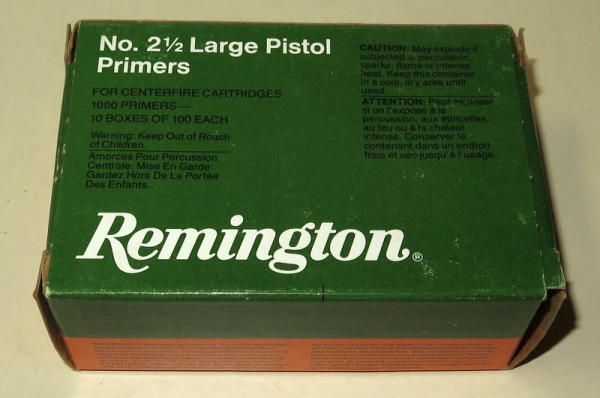 No. 2½ Large Pistol
Primers
FOR CENTERFIRE CARTRIDGES
1000 PRIMERS—
10 BOXES OF 100 EACH
Warning: Keep Out of Reach
of Children.
Amorces Pour Percussion
Centrale. Mise En Garde:
Gardez Hors De La Portée
Des Enfants.
CAUTION: May explode if
subjected to percussion,
sparks, flame or intense
heat. Keep this container
in a cool, dry area until
used.
ATTENTION: Peut exploser
si on l'expose à la
percussion, aux étincelles,
au feu ou à la chaleur
intense. Conserver le
contenant dans un endroit
frais et sec jusqu'à l'usage.
Remington®